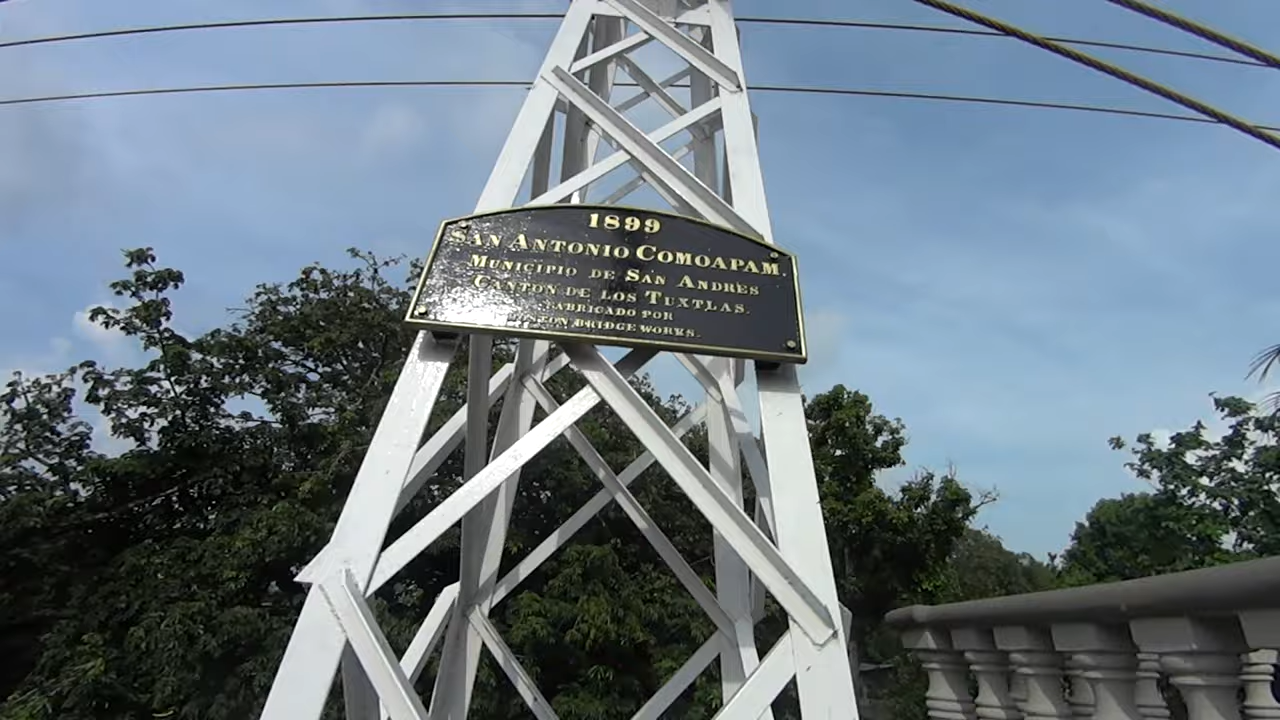 1899
SAN ANTONIO COMOAPAM.
MUNICIPIO DE SAN ANDRES
CANTON DE LOS TUXTLAS.
FABRICADO POR
BRIDGE WORKS.